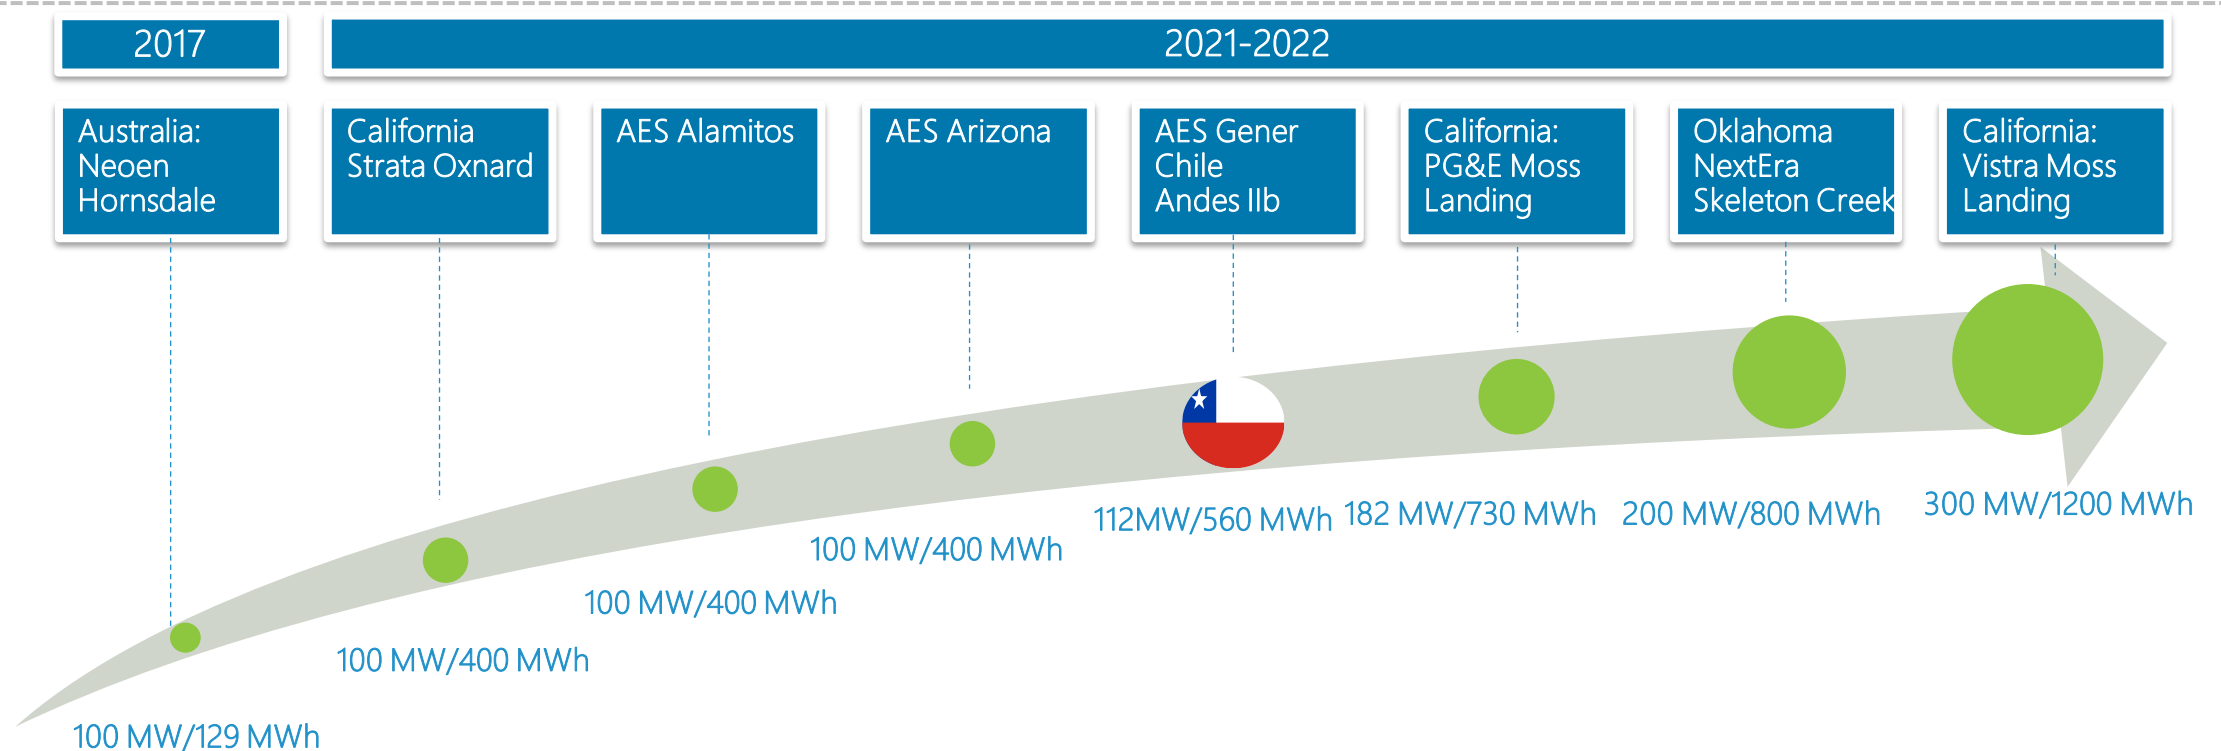 2017
2021-2022
Australia:
Neoen
Hornsdale
California
Strata Oxnard
AES Alamitos
AES Arizona
AES Gener
Chile
Andes IIb
California:
PG&E Moss
Landing
Oklahoma
NextEra
Skeleton Creek
California:
Vistra Moss
Landing
100 MW/129 MWh
100 MW/400 MWh
100 MW/400 MWh
100 MW/400 MWh
112MW/560 MWh
182 MW/730 MWh
200 MW/800 MWh
300 MW/1200 MWh